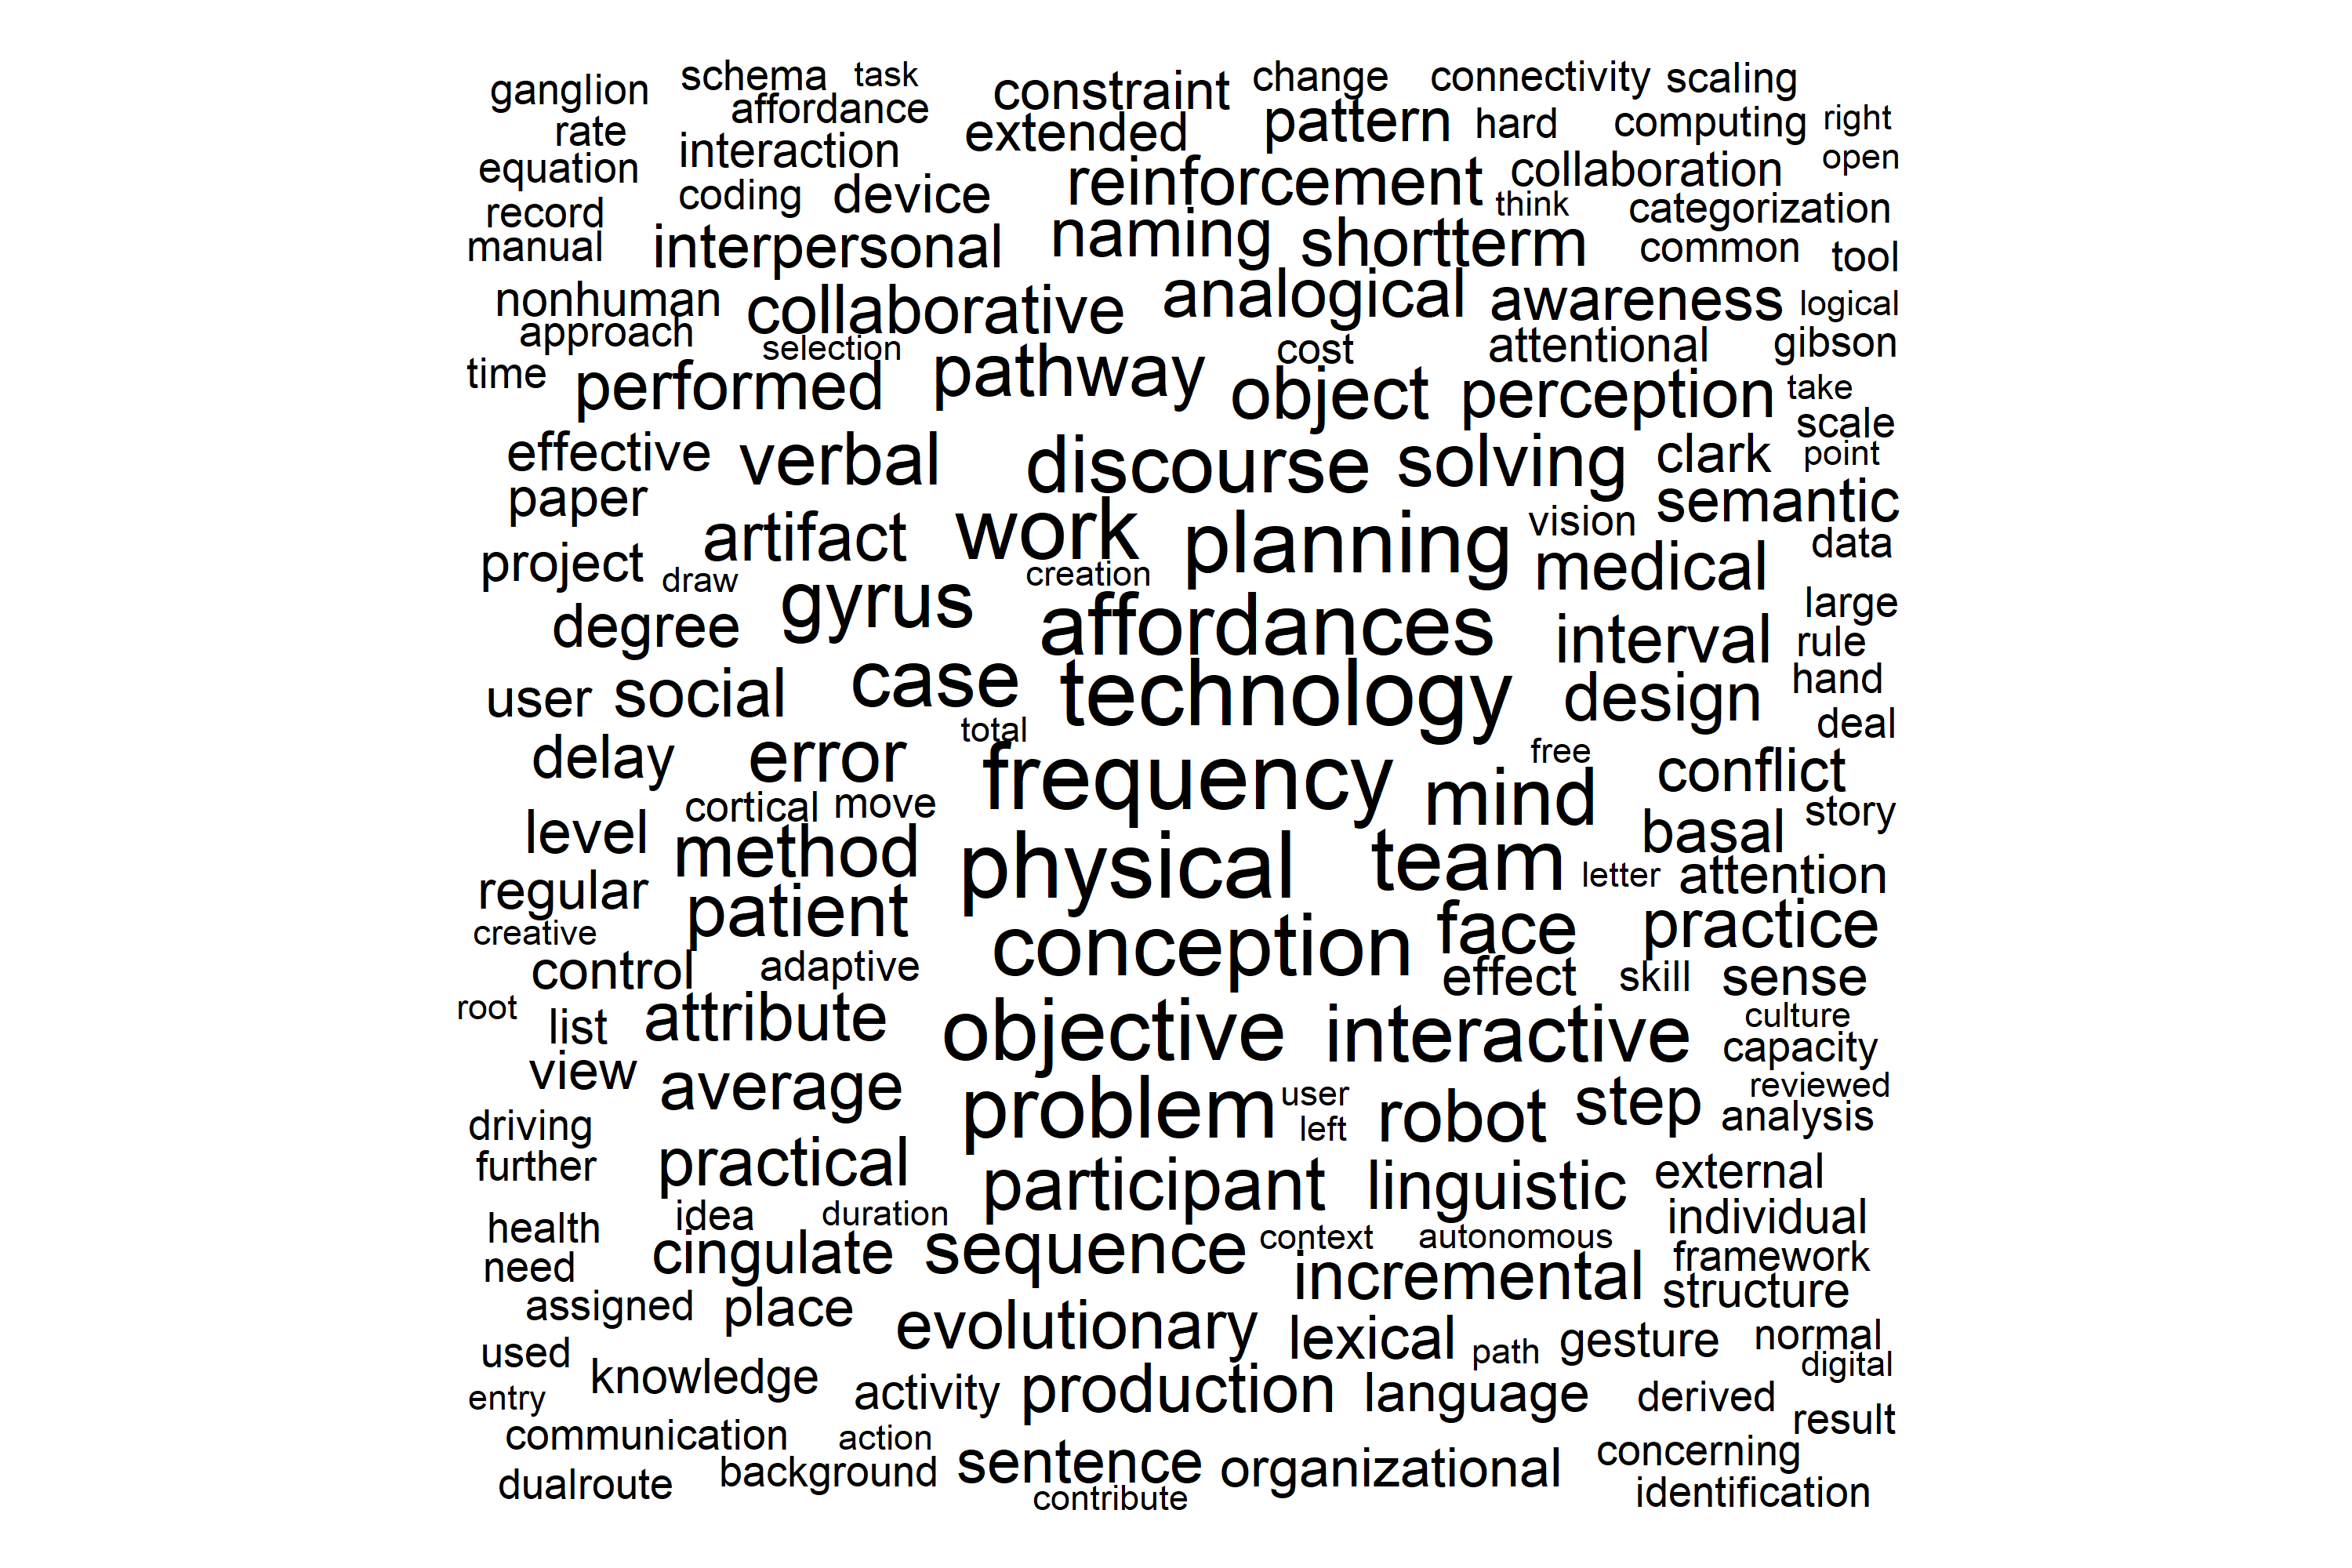 ganglion schema task constraint change connectivity scaling
affordance
rate extended pattern hard computing right
equation interaction reinforcement collaboration open
record coding device think categorization
manual interpersonal naming shortterm common tool
nonhuman collaborative analogical awareness logical
approach selection cost attentional gibson
time performed pathway object perception take
scale
effective verbal discourse solving clark point
paper semantic
artifact work planning vision data
project draw creation medical
degree gyrus affordances interval large
rule
user social case technology design hand
total deal
delay error frequency free conflict
cortical move mind story
level method physical team basal
regular letter attention
creative patient conception face practice
control adaptive effect skill sense
root list attribute objective interactive culture
view capacity
average problem user robot step reviewed
driving left analysis
further practical participant linguistic external
health idea duration individual
need cingulate sequence context autonomous framework
assigned place incremental structure
used evolutionary lexical path gesture normal
entry knowledge activity production language derived digital
communication action result
dualroute background sentence organizational concerning
contribute identification